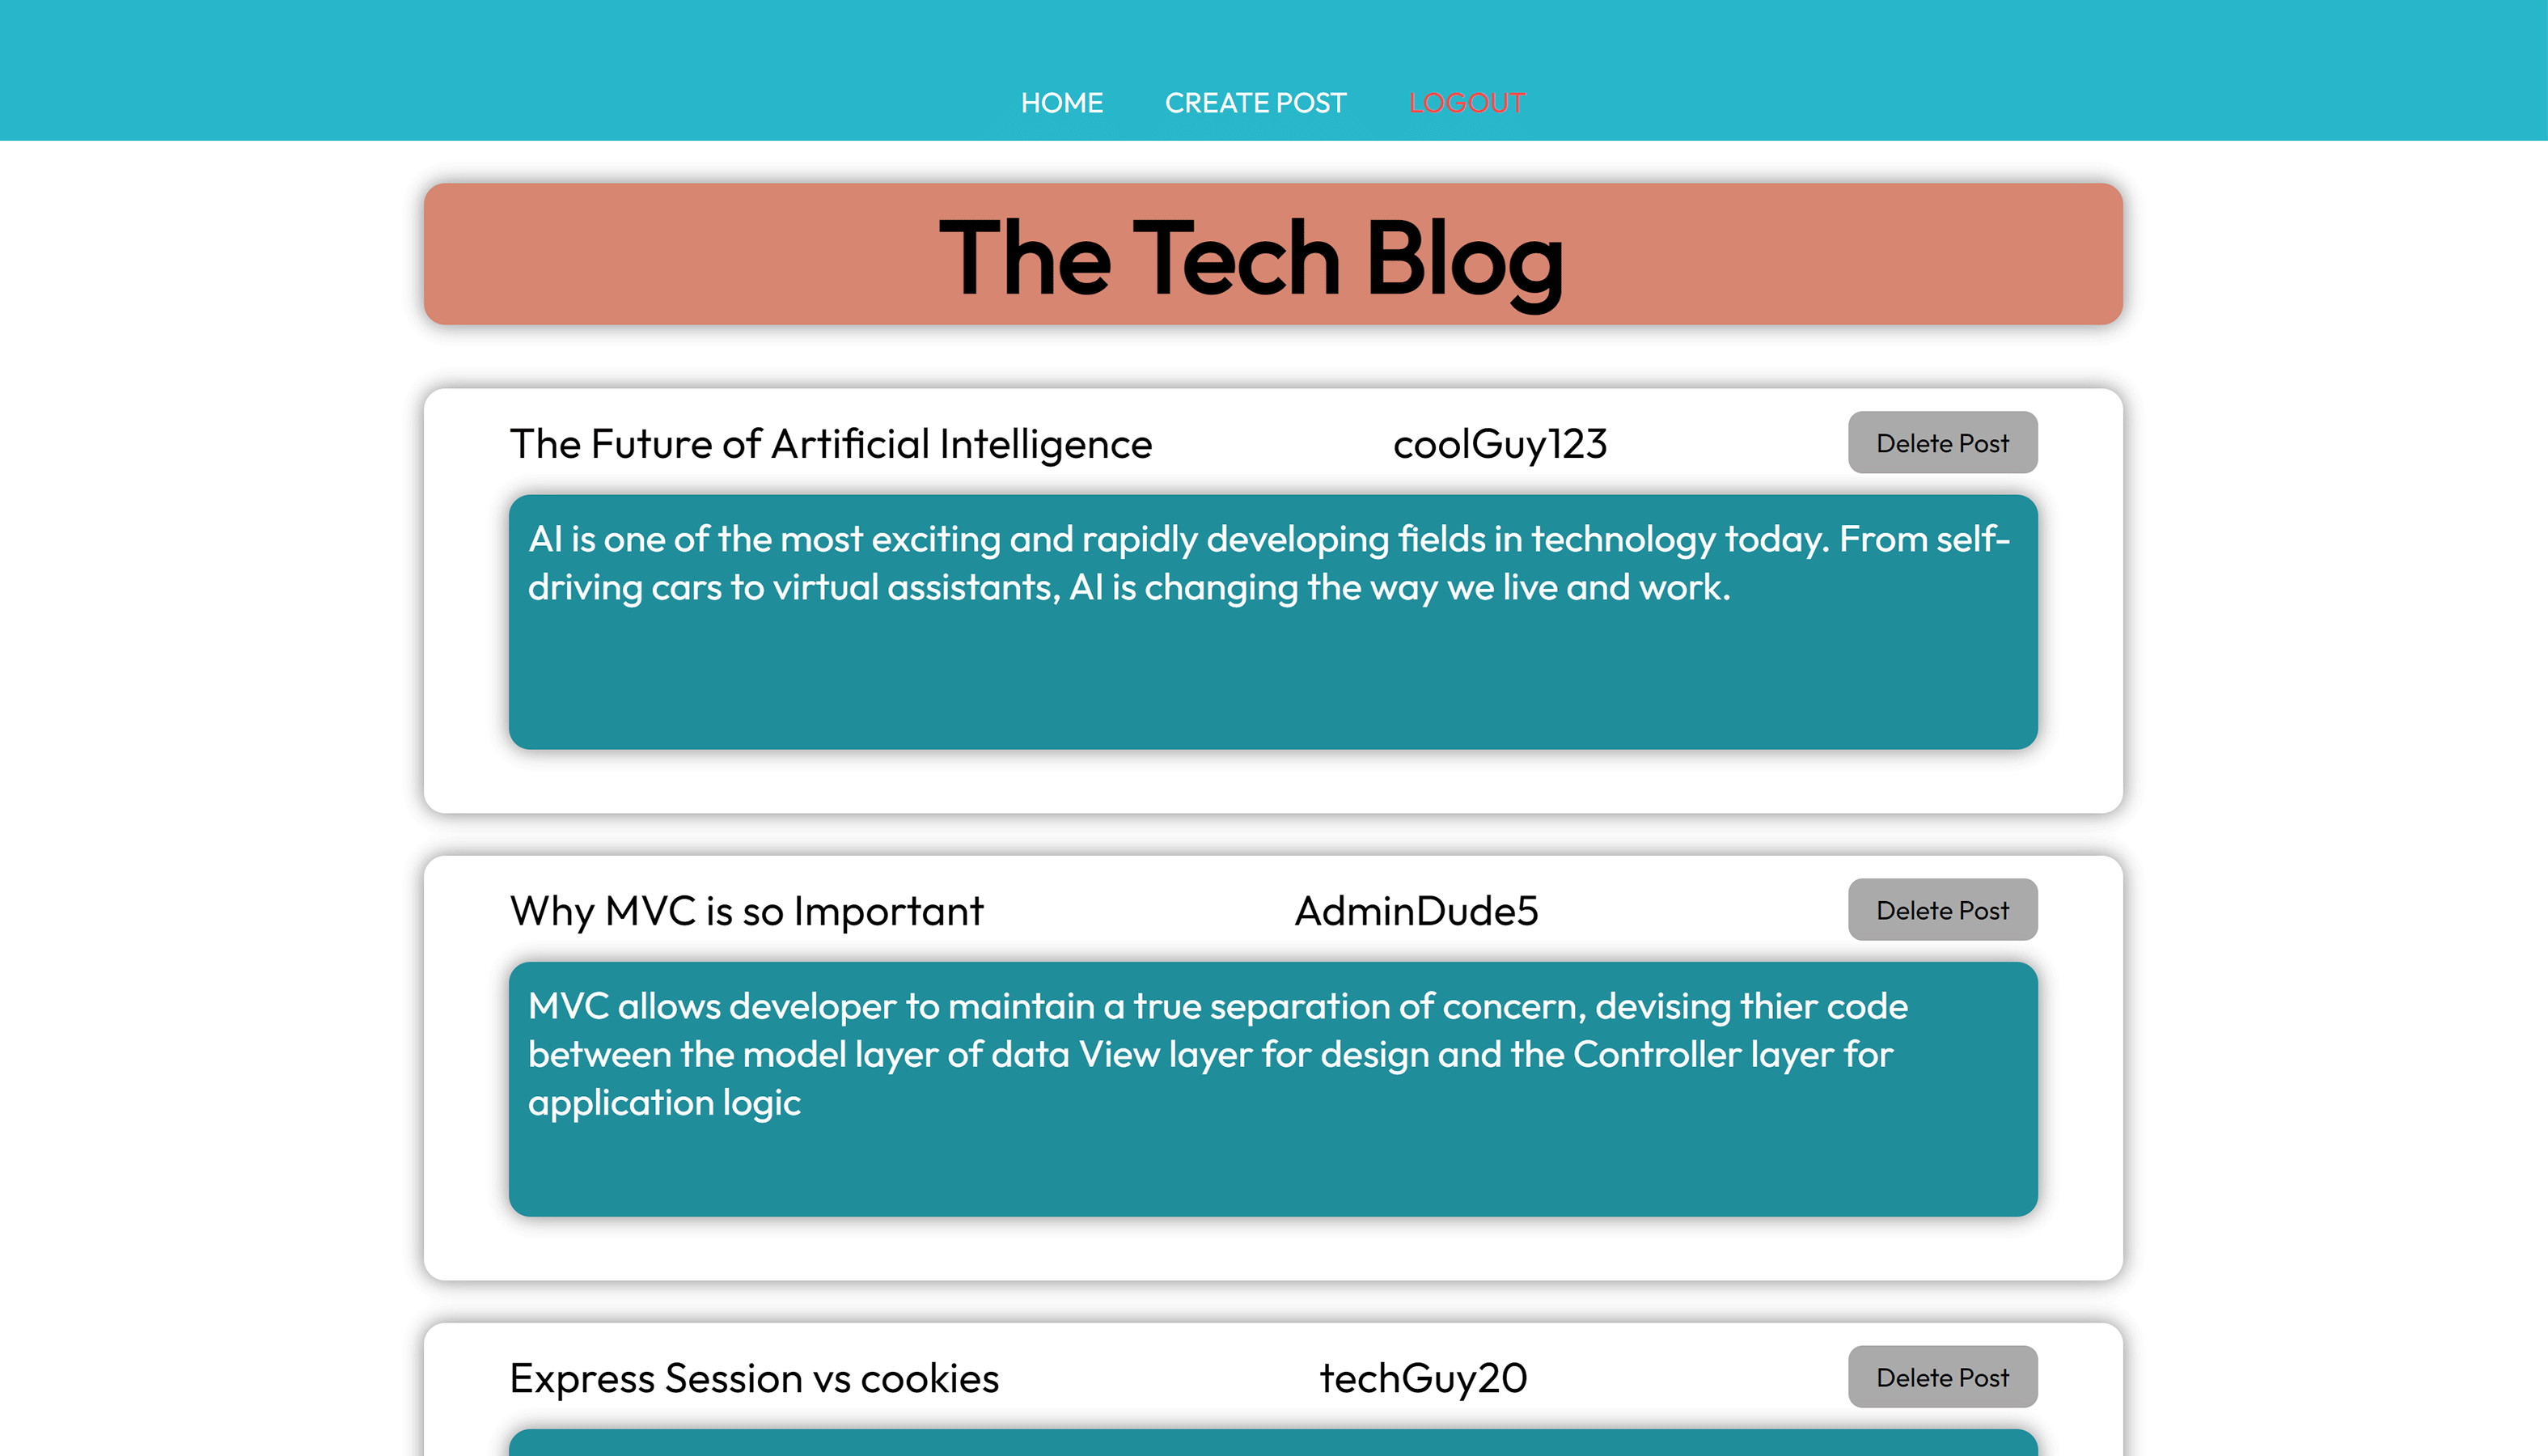 HOME CREATE POST LOGOUT
The Tech Blog
The Future of Artificial Intelligence coolGuy123 Delete Post
AI is one of the most exciting and rapidly developing fields in technology today. From self-
driving cars to virtual assistants, AI is changing the way we live and work.
Why MVC is so Important AdminDude5 Delete Post
MVC allows developer to maintain a true separation of concern, devising thier code
between the model layer of data View layer for design and the Controller layer for
application logic
Express Session vs cookies techGuy20 Delete Post